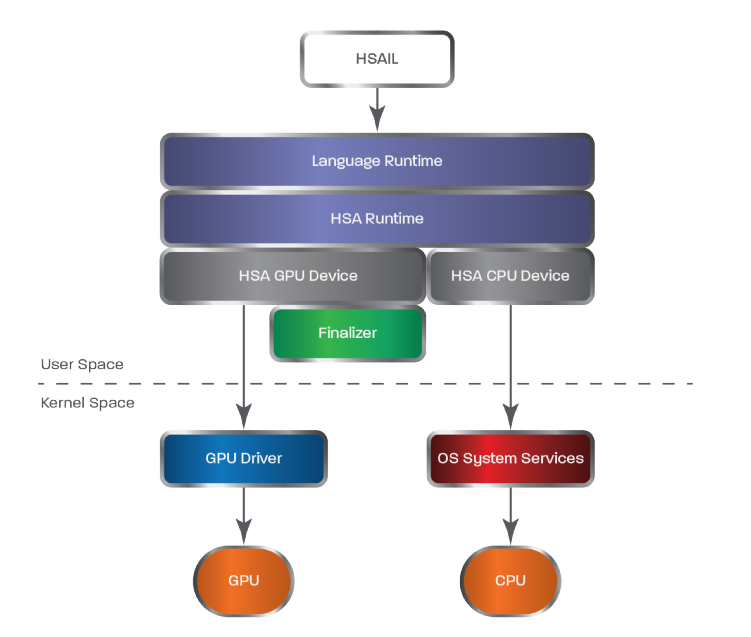 HSAIL
Language Runtime
HSA Runtime
HSA GPU Device
HSA CPU Device
Finalizer
User Space
Kernel Space
GPU Driver
OS System Services
GPU
CPU